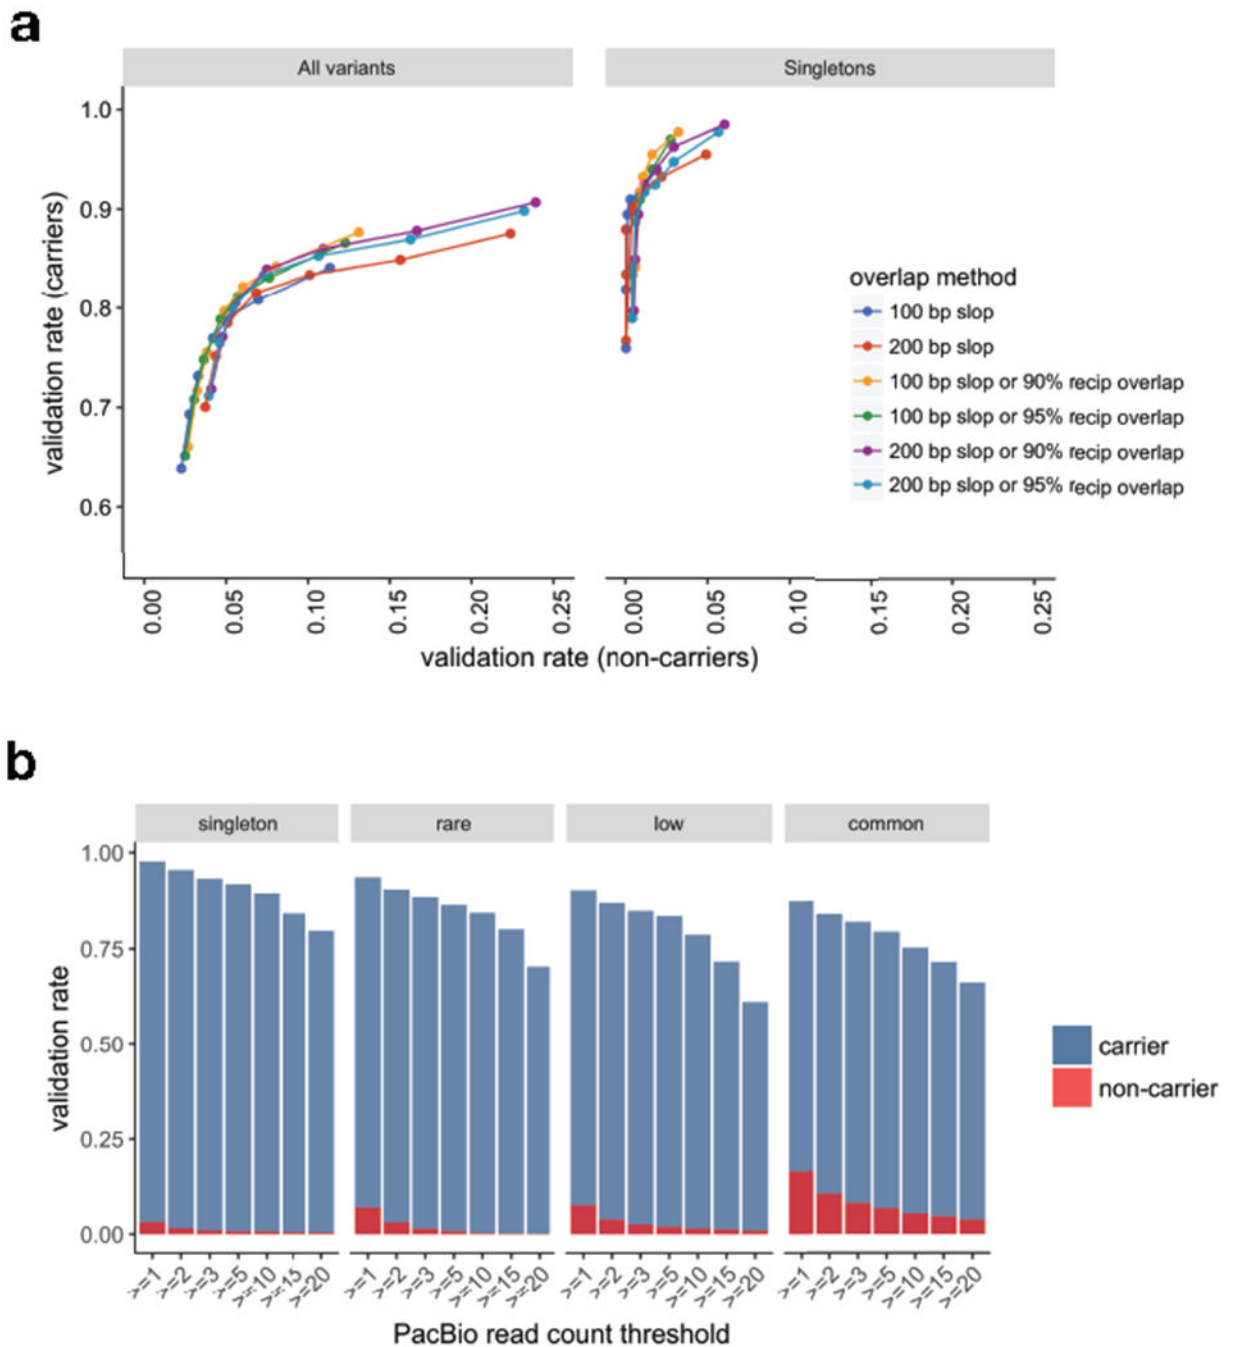 a
All variants
Singletons
1.0
0.9
0.8
0.7
0.6
validation rate (carriers)
0.00
0.05
0.10
0.15
0.20
0.25
0.00
0.05
0.10
0.15
0.20
0.25
validation rate (non-carriers)
overlap method
100 bp slop
200 bp slop
100 bp slop or 90% recip overlap
100 bp slop or 95% recip overlap
200 bp slop or 90% recip overlap
200 bp slop or 95% recip overlap
b
singleton
rare
low
common
1.00
0.75
0.50
0.25
0.00
validation rate
>=1
>=2
>=3
>=5
>=10
>=15
>=20
>=1
>=2
>=3
>=5
>=10
>=15
>=20
>=1
>=2
>=3
>=5
>=10
>=15
>=20
>=1
>=2
>=3
>=5
>=10
>=15
>=20
PacBio read count threshold
carrier
non-carrier